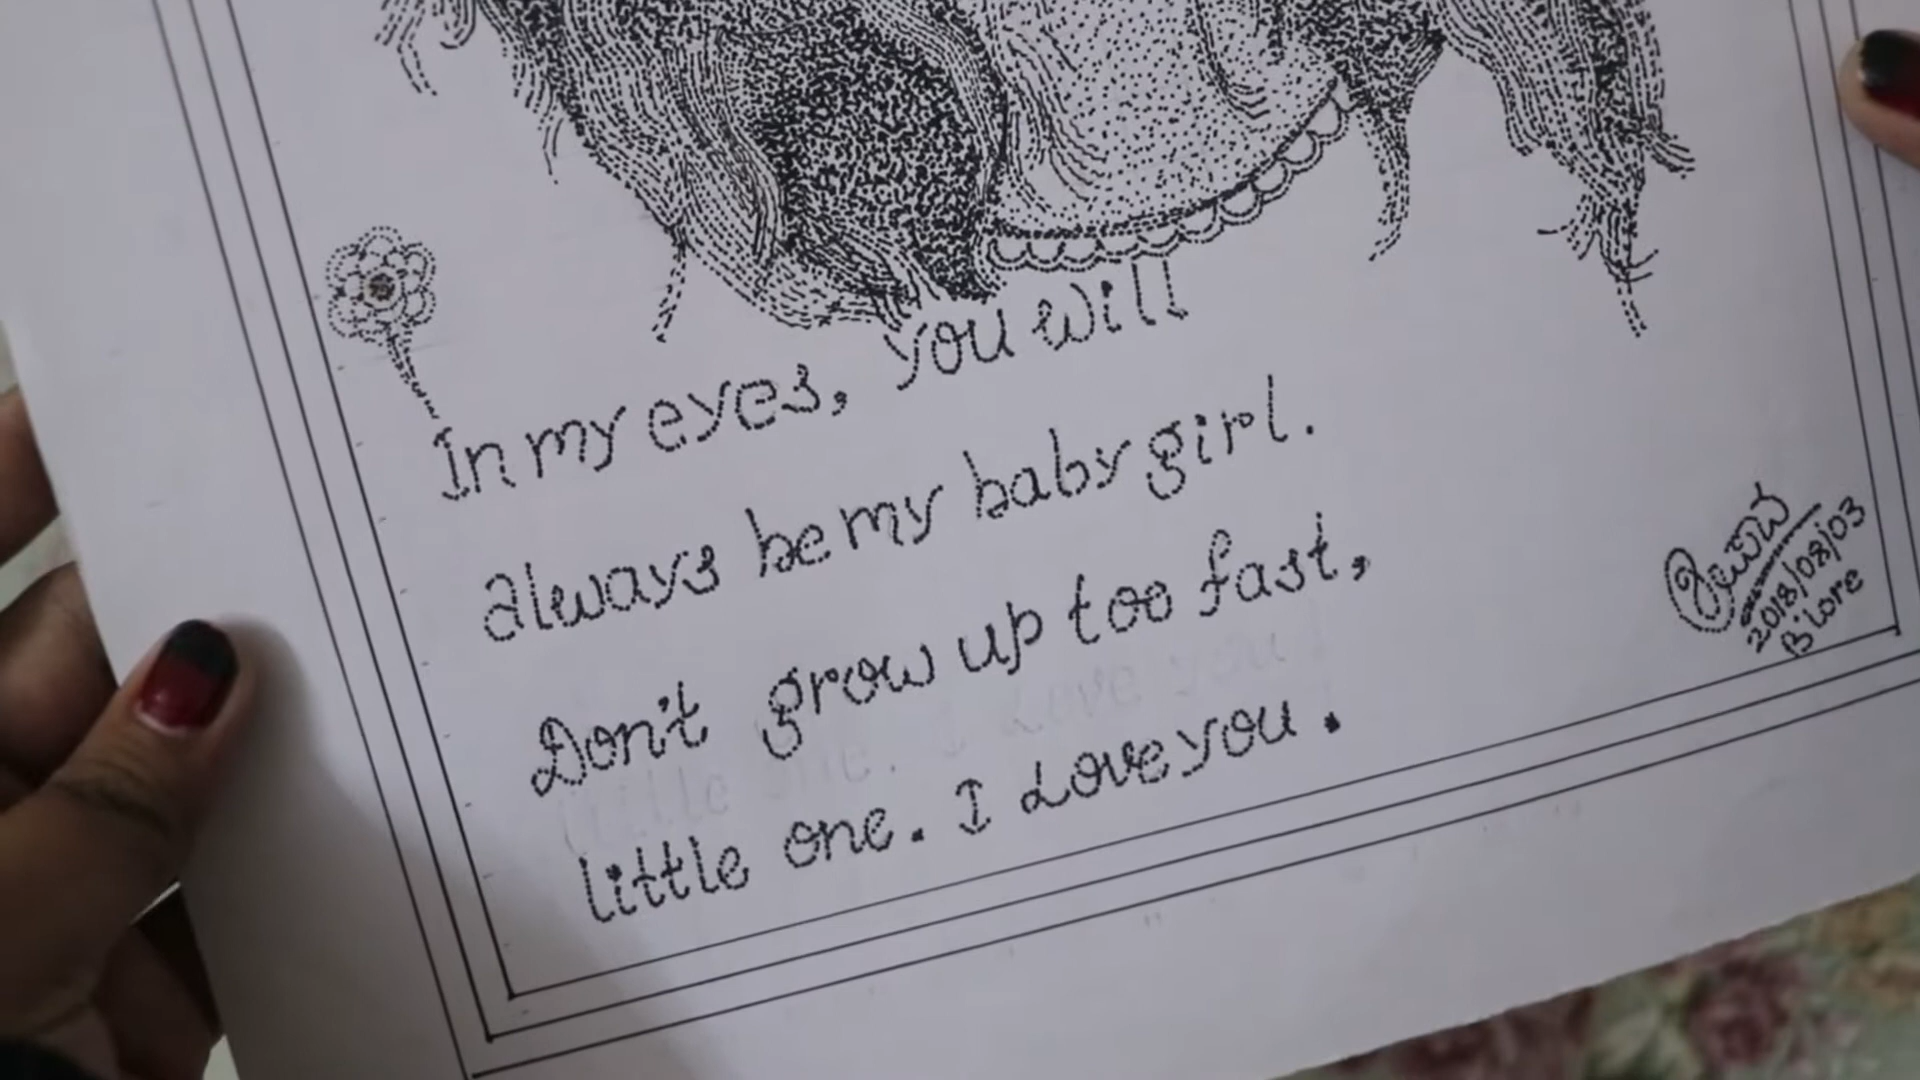 In my eyes, you will
always be my baby girl.
Don't grow up too fast,
little one. I Love you.
2018/08/03
B'lore